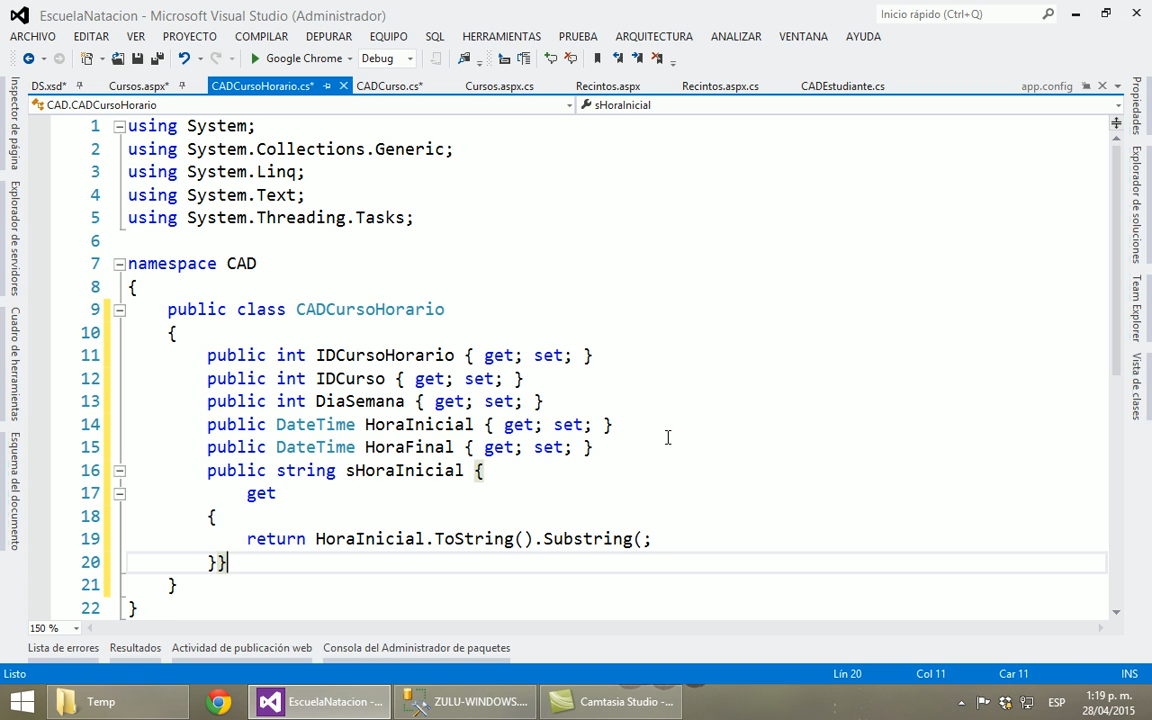 EscuelaNatacion - Microsoft Visual Studio (Administrador)
Inicio rápido (Ctrl+Q)
ARCHIVO EDITAR VER PROYECTO COMPILAR DEPURAR EQUIPO SQL HERRAMIENTAS PRUEBA ARQUITECTURA ANALIZAR VENTANA AYUDA
Google Chrome Debug
DS.xsd* Cursos.aspx* CADCursoHorario.cs* CADCurso.cs* Cursos.aspx.cs Recintos.aspx Recintos.aspx.cs CADEstudiante.cs app.config
CAD.CADCursoHorario sHoraInicial
Inspector de página
Explorador de servidores
Cuadro de herramientas
Esquema del documento
1 using System;
2 using System.Collections.Generic;
3 using System.Linq;
4 using System.Text;
5 using System.Threading.Tasks;
6
7 namespace CAD
8 {
9 public class CADCursoHorario
10 {
11 public int IDCursoHorario { get; set; }
12 public int IDCurso { get; set; }
13 public int DiaSemana { get; set; }
14 public DateTime HoraInicial { get; set; }
15 public DateTime HoraFinal { get; set; }
16 public string sHoraInicial {
17 get
18 {
19 return HoraInicial.ToString().Substring(;
20 }}
21 }
22 }
Propiedades
Explorador de soluciones
Team Explorer
Vista de clases
150 %
Lista de errores Resultados Actividad de publicación web Consola del Administrador de paquetes
Listo Lín 20 Col 11 Car 11 INS
Temp EscuelaNatacion -... ZULU-WINDOWS.... Camtasia Studio -... ESP 1:19 p. m.
28/04/2015